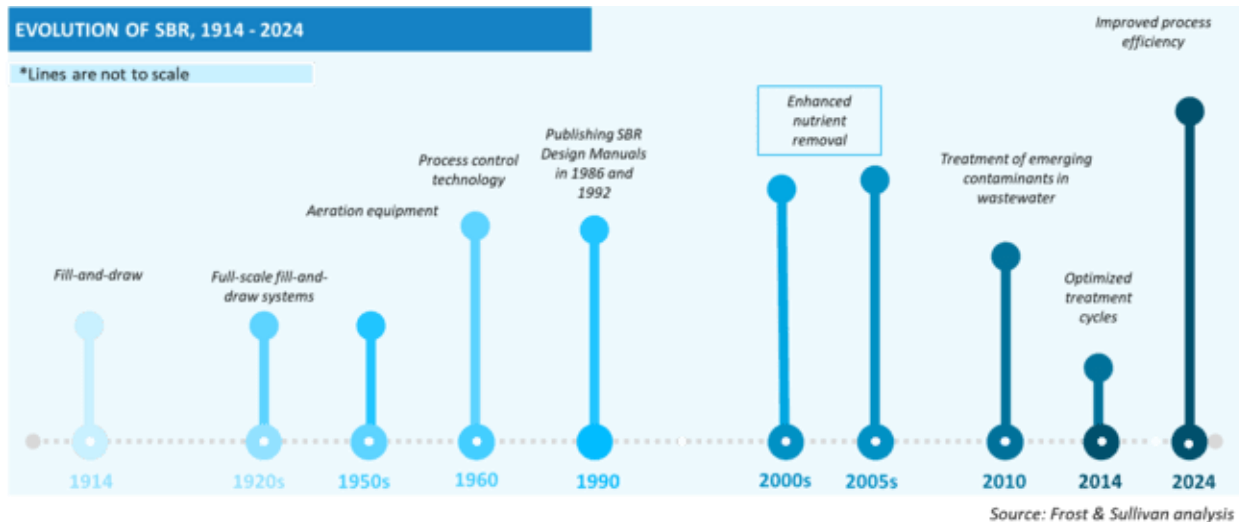 EVOLUTION OF SBR, 1914 - 2024
*Lines are not to scale
Fill-and-draw
Full-scale fill-and-
draw systems
Aeration equipment
Process control
technology
Publishing SBR
Design Manuals
in 1986 and
1992
Enhanced
nutrient
removal
Treatment of emerging
contaminants in
wastewater
Optimized
treatment
cycles
Improved process
efficiency
1914
1920s
1950s
1960
1990
2000s
2005s
2010
2014
2024
Source: Frost & Sullivan analysis